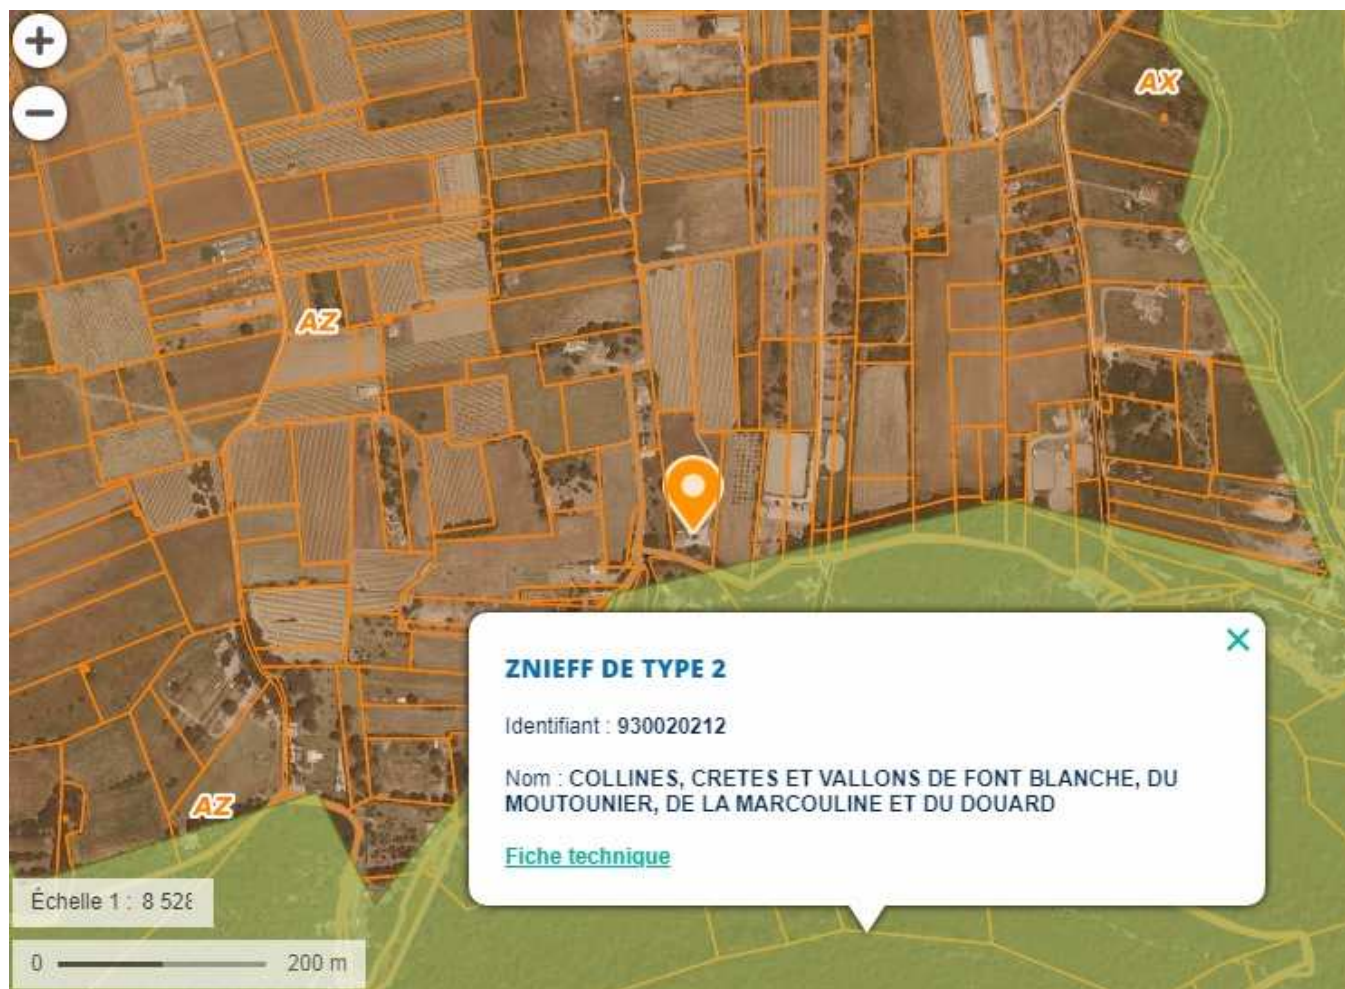 +
AX
−
AZ
ZNIEFF DE TYPE 2
Identifiant : 930020212
Nom : COLLINES, CRETES ET VALLONS DE FONT BLANCHE, DU
MOUTOUNIER, DE LA MARCOULINE ET DU DOUARD
AZ
Fiche technique
Échelle 1 : 8 528
0 200 m